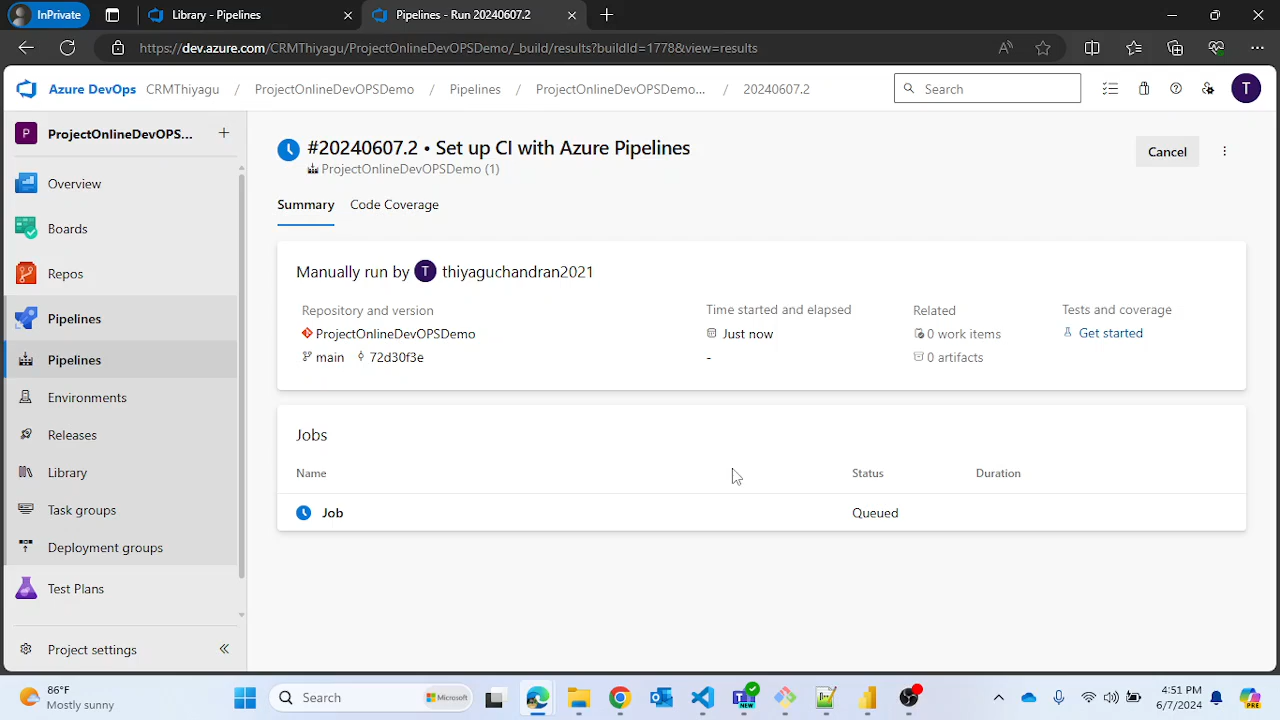 InPrivate
Library - Pipelines
Pipelines - Run 20240607.2
https://dev.azure.com/CRMThiyagu/ProjectOnlineDevOPSDemo/_build/results?buildId=1778&view=results
Azure DevOps CRMThiyagu / ProjectOnlineDevOPSDemo / Pipelines / ProjectOnlineDevOPSDemo... / 20240607.2
Search
T
P ProjectOnlineDevOPS...
Overview
Boards
Repos
Pipelines
Pipelines
Environments
Releases
Library
Task groups
Deployment groups
Test Plans
Project settings
#20240607.2 • Set up CI with Azure Pipelines
ProjectOnlineDevOPSDemo (1)
Cancel
Summary Code Coverage
Manually run by T thiyaguchandran2021
Repository and version
ProjectOnlineDevOPSDemo
main 72d30f3e
Time started and elapsed
Just now
-
Related
0 work items
0 artifacts
Tests and coverage
Get started
Jobs
Name Status Duration
Job Queued
86°F
Mostly sunny
Search
Microsoft
NEW
4:51 PM
6/7/2024
PRE